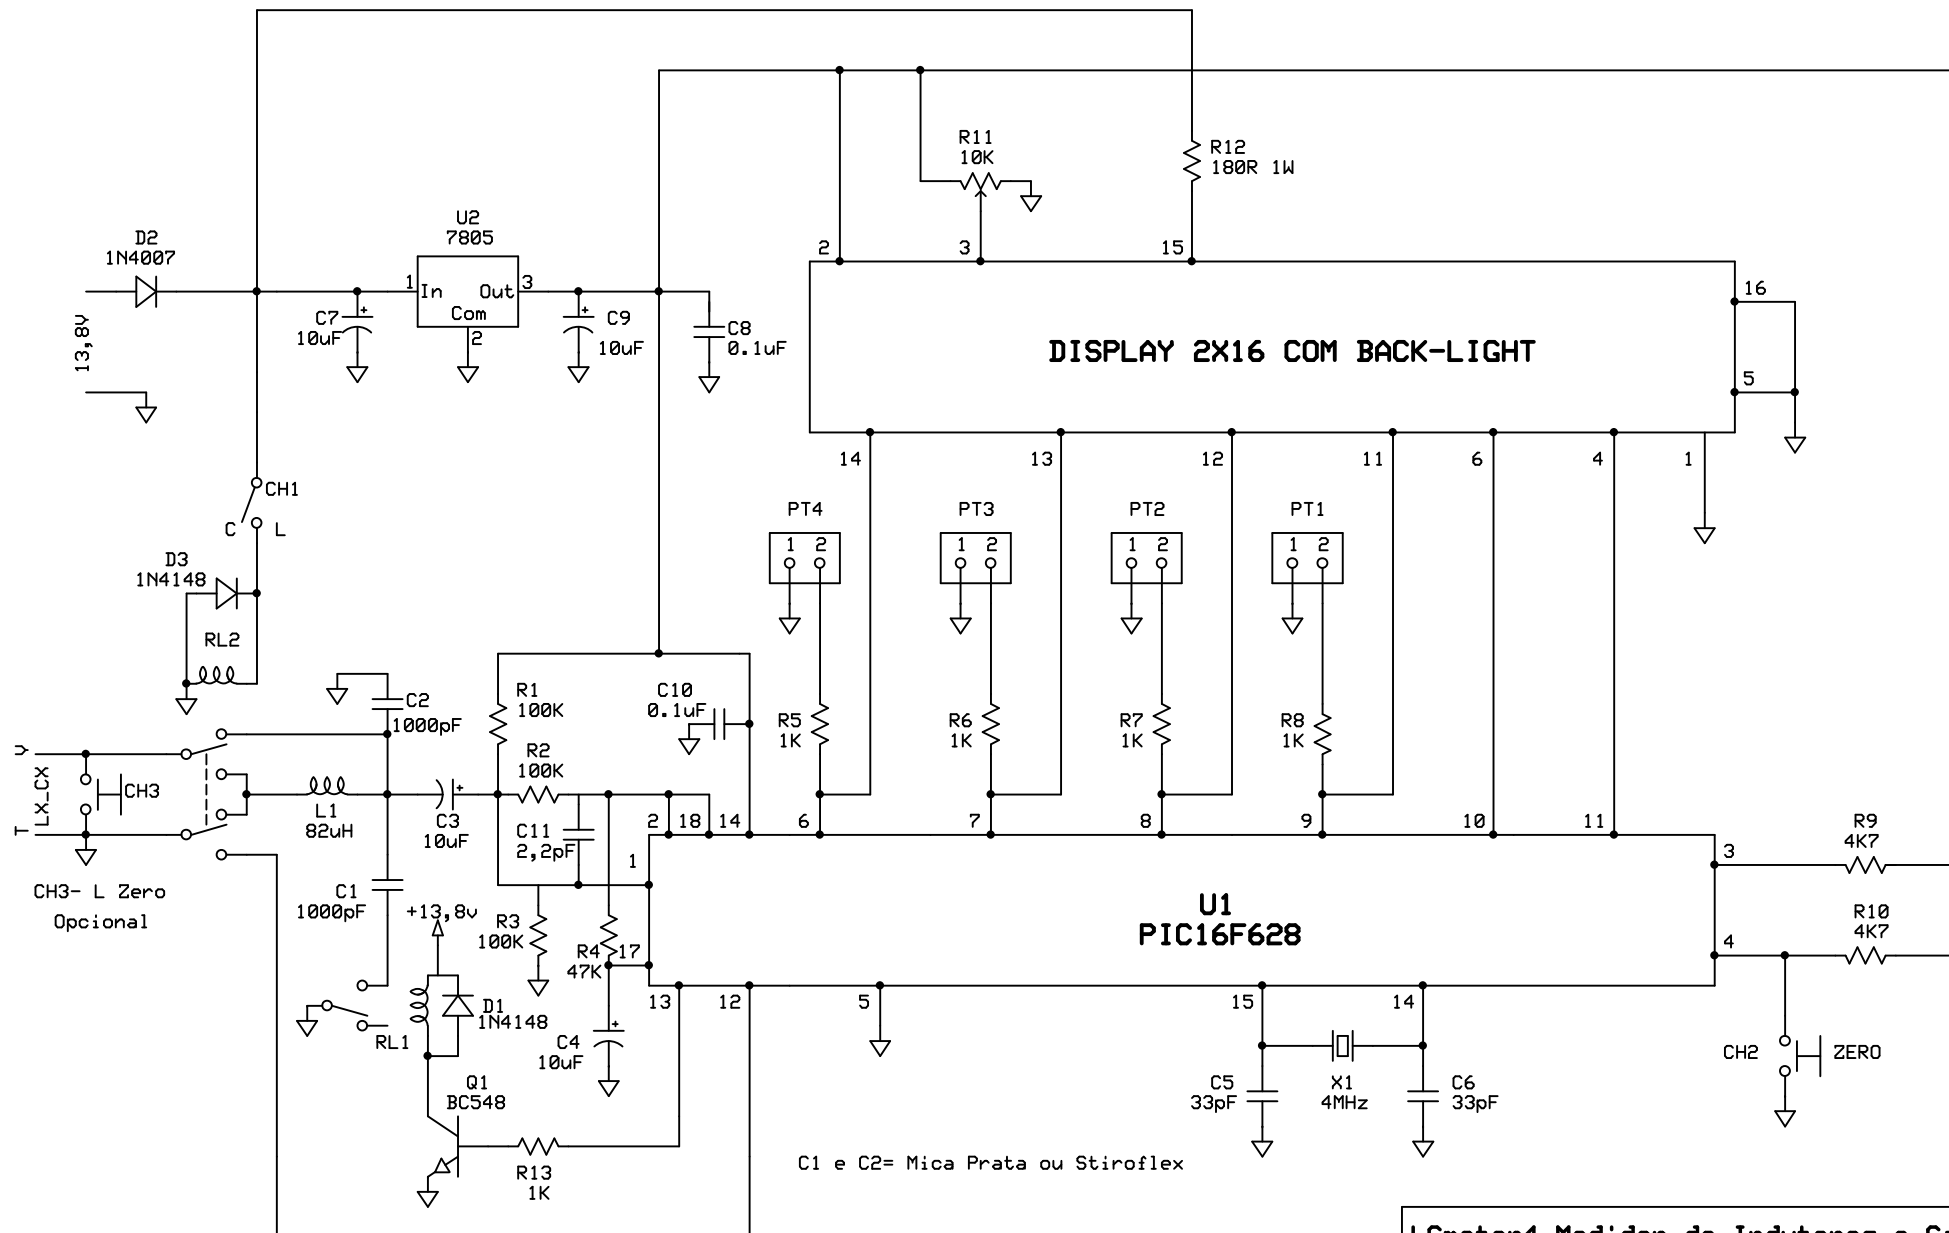 R11
10K
R12
180R 1W
U2
7805
D2
1N4007
2
3
15
1
In
Out
3
Com
2
C7
10uF
C9
10uF
C8
0.1uF
13,8V
DISPLAY 2X16 COM BACK-LIGHT
16
5
14
13
12
11
6
4
1
CH1
C
L
PT4
1 2
PT3
1 2
PT2
1 2
PT1
1 2
D3
1N4148
RL2
C2
1000pF
R1
100K
C10
0.1uF
R5
1K
R6
1K
R7
1K
R8
1K
Y
LX_CX
T
CH3
L1
82uH
C3
10uF
R2
100K
C11
2,2pF
2
18
14
6
7
8
9
10
11
1
3
R9
4K7
CH3- L Zero
Opcional
C1
1000pF
+13,8v
R3
100K
R4
47K
17
U1
PIC16F628
4
R10
4K7
13
12
5
15
14
RL1
D1
1N4148
C4
10uF
C5
33pF
X1
4MHz
C6
33pF
CH2
ZERO
Q1
BC548
R13
1K
C1 e C2= Mica Prata ou Stiroflex